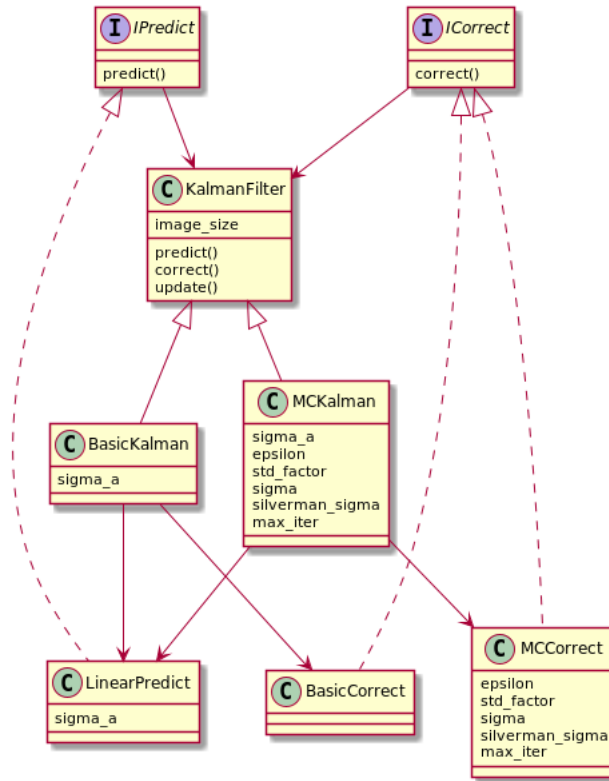 I IPredict
predict()
I ICorrect
correct()
C KalmanFilter
image_size
predict()
correct()
update()
C BasicKalman
sigma_a
C MCKalman
sigma_a
epsilon
std_factor
sigma
silverman_sigma
max_iter
C LinearPredict
sigma_a
C BasicCorrect
C MCCorrect
epsilon
std_factor
sigma
silverman_sigma
max_iter